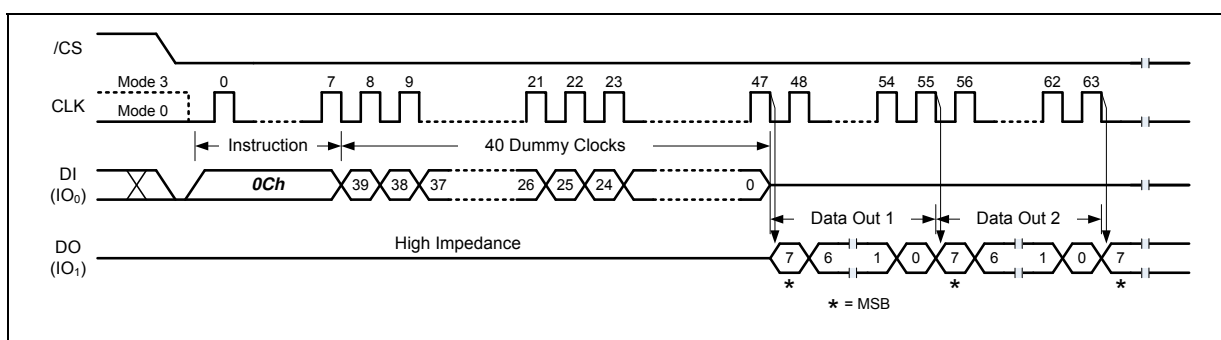 /CS
Mode 3 0 7 8 9 21 22 23 47 48 54 55 56 62 63
CLK
Mode 0
Instruction 40 Dummy Clocks
DI
(IO0) 0Ch 39 38 37 26 25 24 0
Data Out 1 Data Out 2
High Impedance
DO
(IO1) 7 6 1 0 7 6 1 0 7
* * *
* = MSB